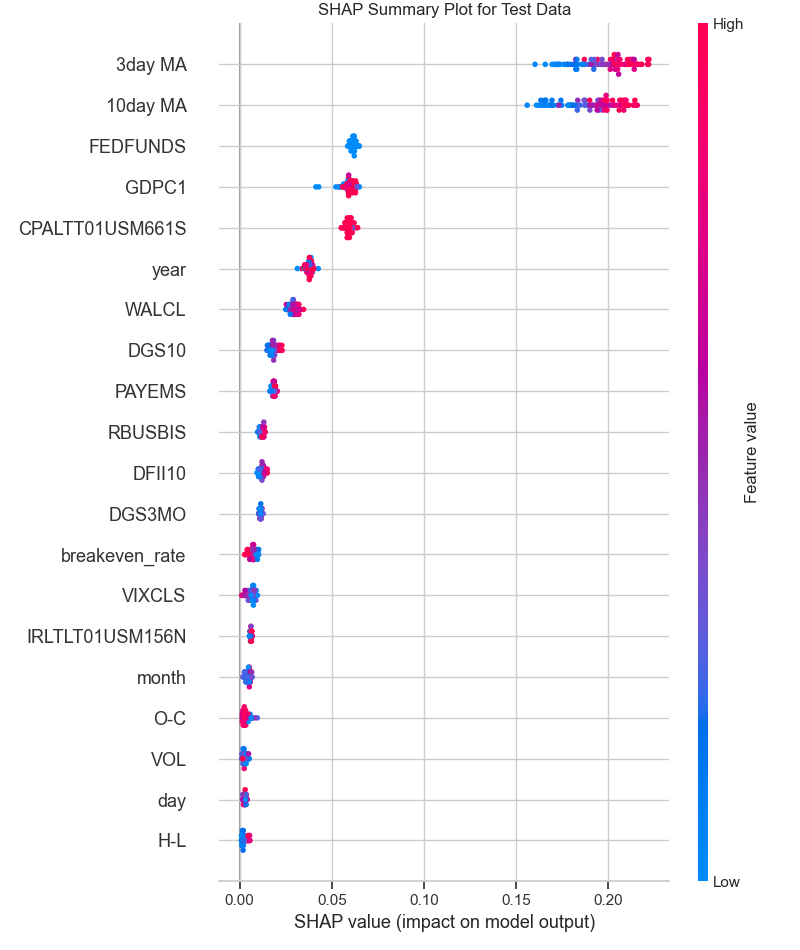 SHAP Summary Plot for Test Data
High
3day MA
10day MA
FEDFUNDS
GDPC1
CPALTT01USM661S
year
WALCL
DGS10
PAYEMS
RBUSBIS
DFII10
DGS3MO
breakeven_rate
VIXCLS
IRLTLT01USM156N
month
O-C
VOL
day
H-L
Feature value
Low
0.00 0.05 0.10 0.15 0.20
SHAP value (impact on model output)